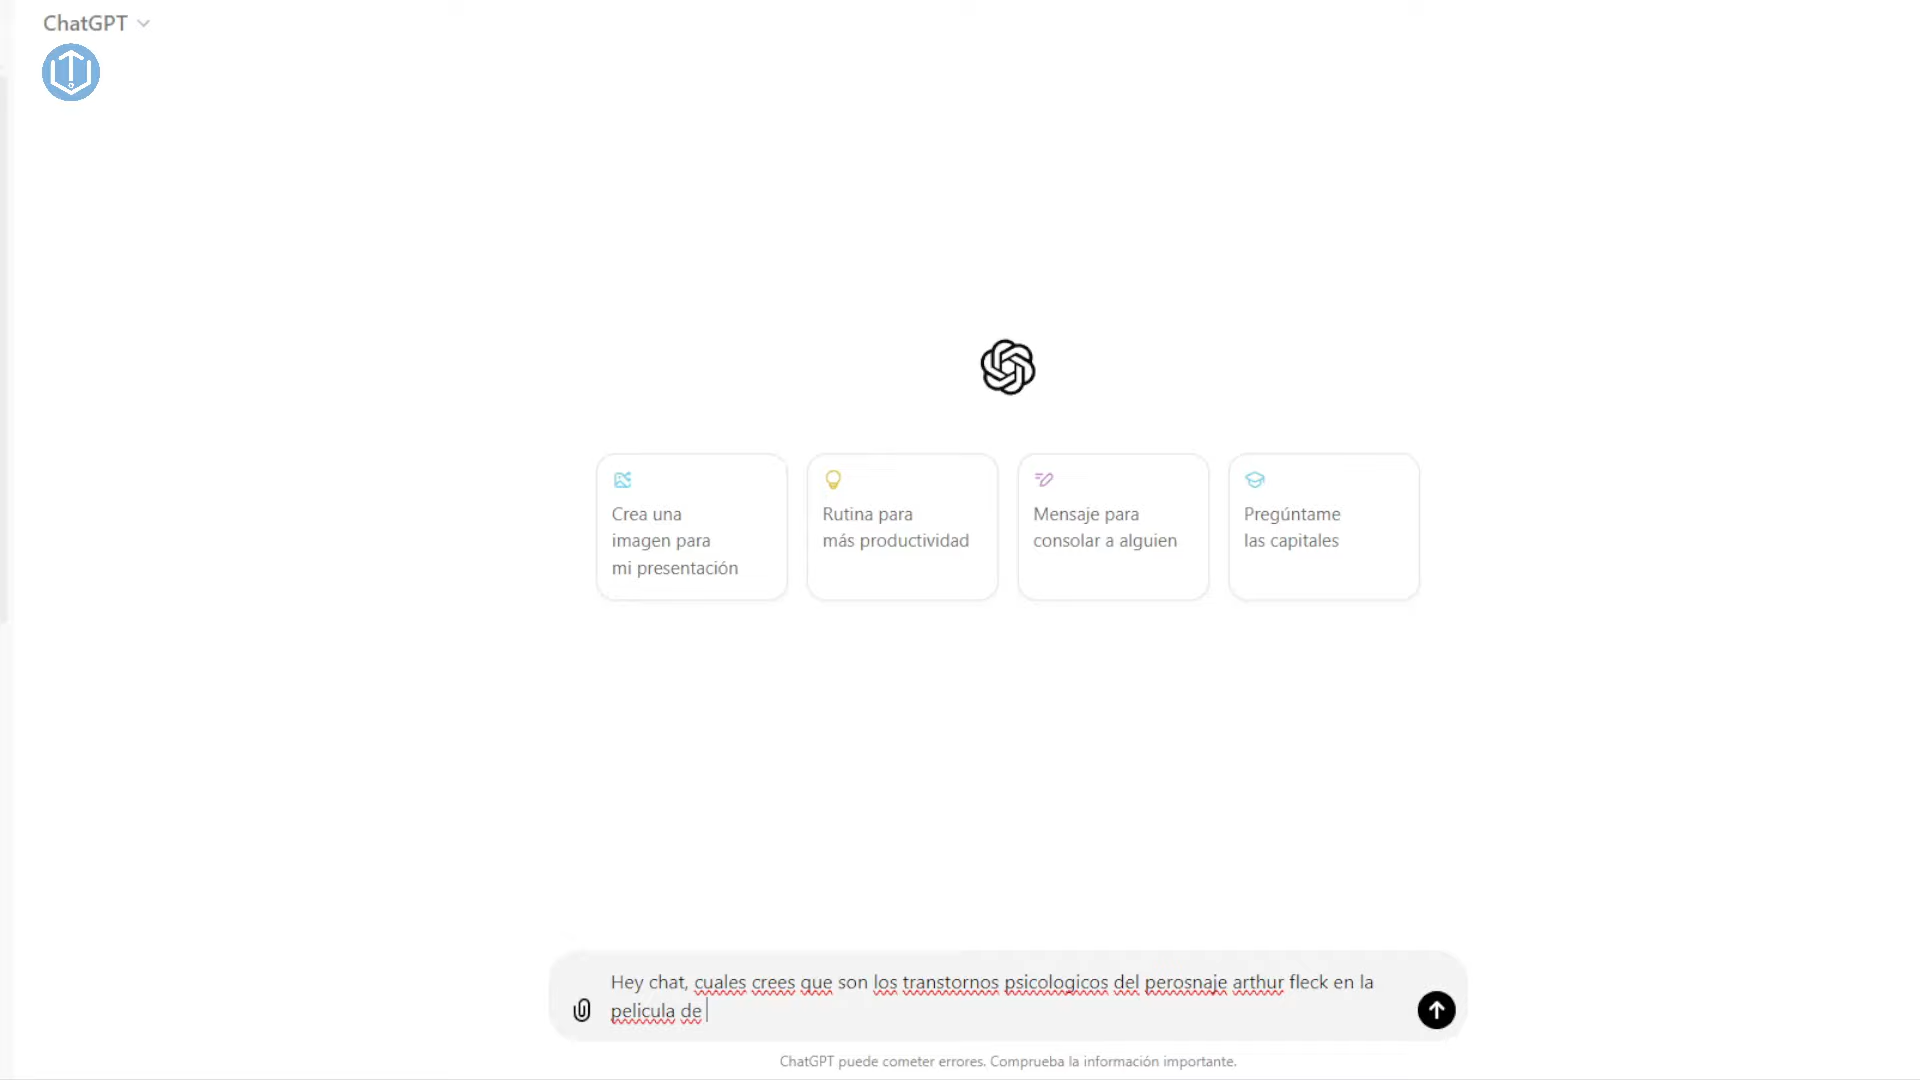 ChatGPT
Crea una
imagen para
mi presentación
Rutina para
más productividad
Mensaje para
consolar a alguien
Pregúntame
las capitales
Hey chat, cuales crees que son los transtornos psicologicos del perosnaje arthur fleck en la
pelicula de
ChatGPT puede cometer errores. Comprueba la información importante.